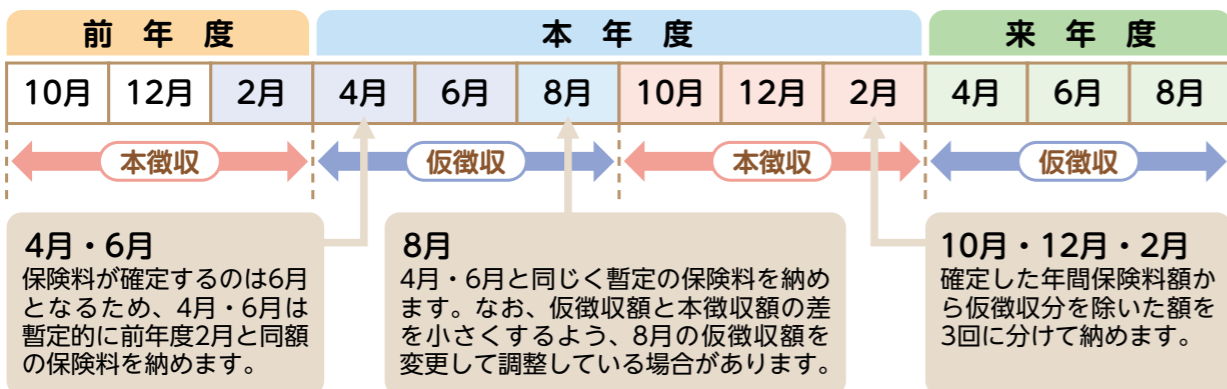 前年度 本年度 来年度
10月 12月 2月 4月 6月 8月 10月 12月 2月 4月 6月 8月
本徴収 仮徴収 本徴収 仮徴収
4月・6月
保険料が確定するのは6月
となるため、4月・6月は
暫定的に前年度2月と同額
の保険料を納めます。
8月
4月・6月と同じく暫定の保険料を納め
ます。なお、仮徴収額と本徴収額の差
を小さくするよう、8月の仮徴収額を
変更して調整している場合があります。
10月・12月・2月
確定した年間保険料額か
ら仮徴収分を除いた額を
3回に分けて納めます。